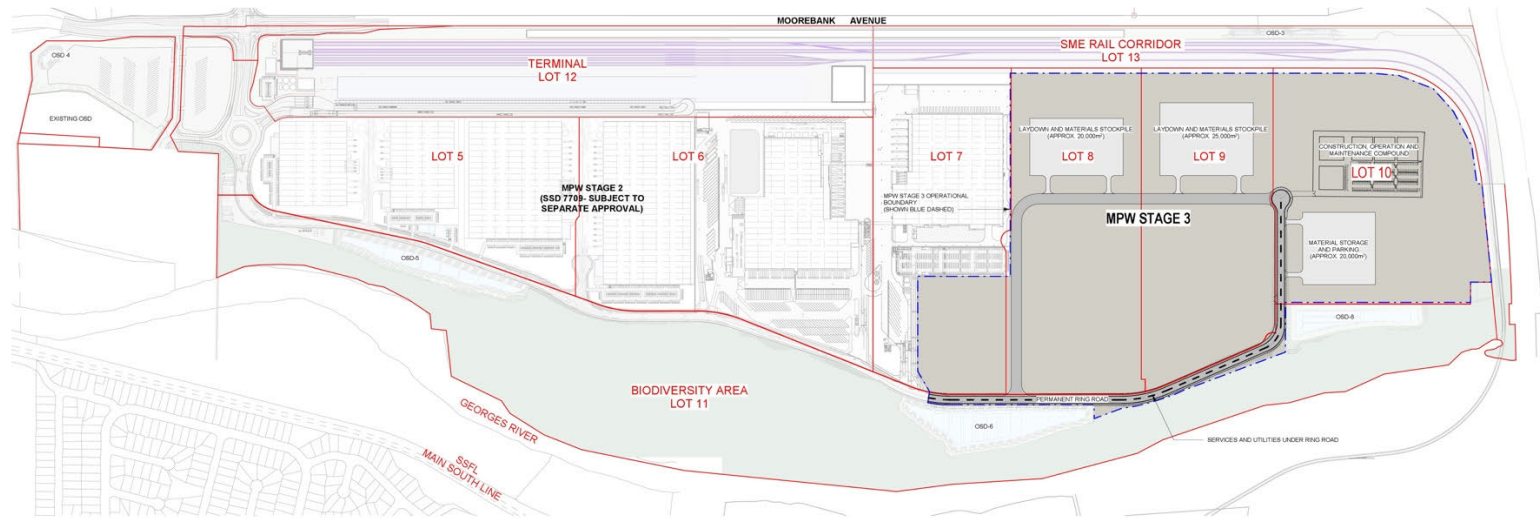 MOOREBANK AVENUE
OSD-3
SME RAIL CORRIDOR
LOT 13
OSD 4
TERMINAL
LOT 12
EXISTING OSD
LAYDOWN AND MATERIALS STOCKPILE
(APPROX. 20,000m²)
LAYDOWN AND MATERIALS STOCKPILE
(APPROX. 25,000m²)
CONSTRUCTION, OPERATION AND
MAINTENANCE COMPOUND
LOT 5
LOT 6
LOT 7
LOT 8
LOT 9
LOT 10
MPW STAGE 2
(SSD 7709- SUBJECT TO
SEPARATE APPROVAL)
MPW STAGE 3 OPERATIONAL
BOUNDARY
(SHOWN BLUE DASHED)
MPW STAGE 3
MATERIAL STORAGE
AND PARKING
(APPROX. 20,000m²)
OSD-5
OSD-8
BIODIVERSITY AREA
LOT 11
PERMANENT RING ROAD
GEORGES RIVER
OSD-6
SERVICES AND UTILITIES UNDER RING ROAD
SSFL
MAIN SOUTH LINE